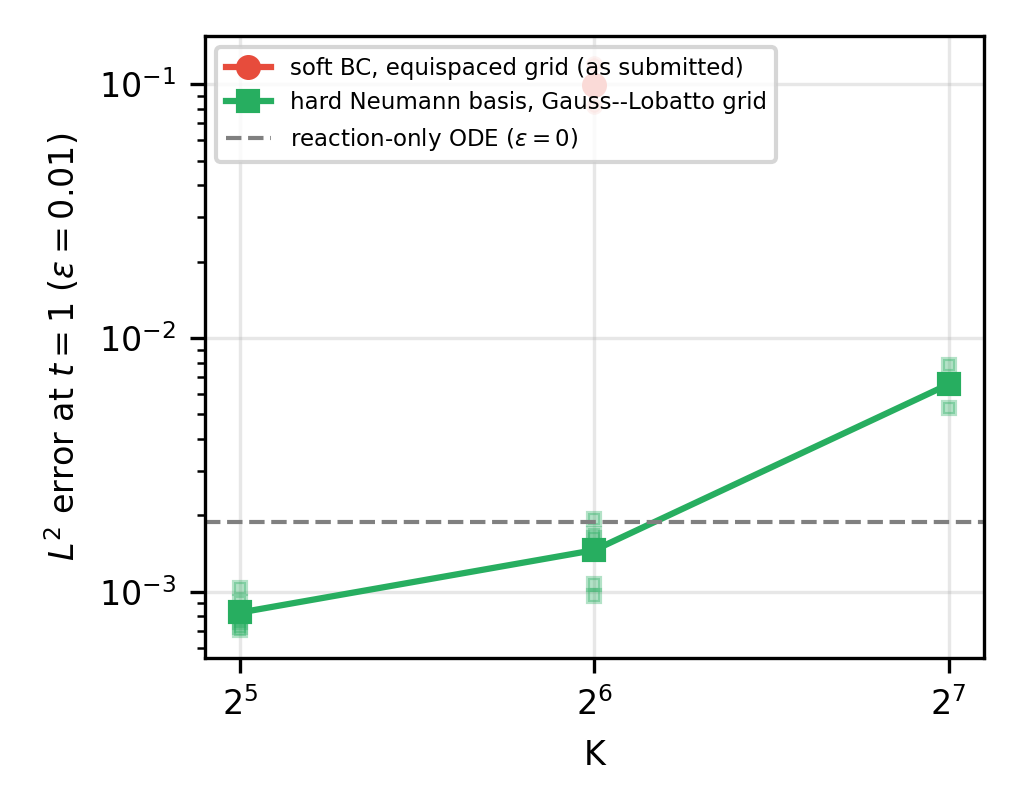 soft BC, equispaced grid (as submitted)
hard Neumann basis, Gauss--Lobatto grid
reaction-only ODE (ε = 0)
L² error at t = 1 (ε = 0.01)
10⁻¹
10⁻²
10⁻³
2⁵
2⁶
2⁷
K